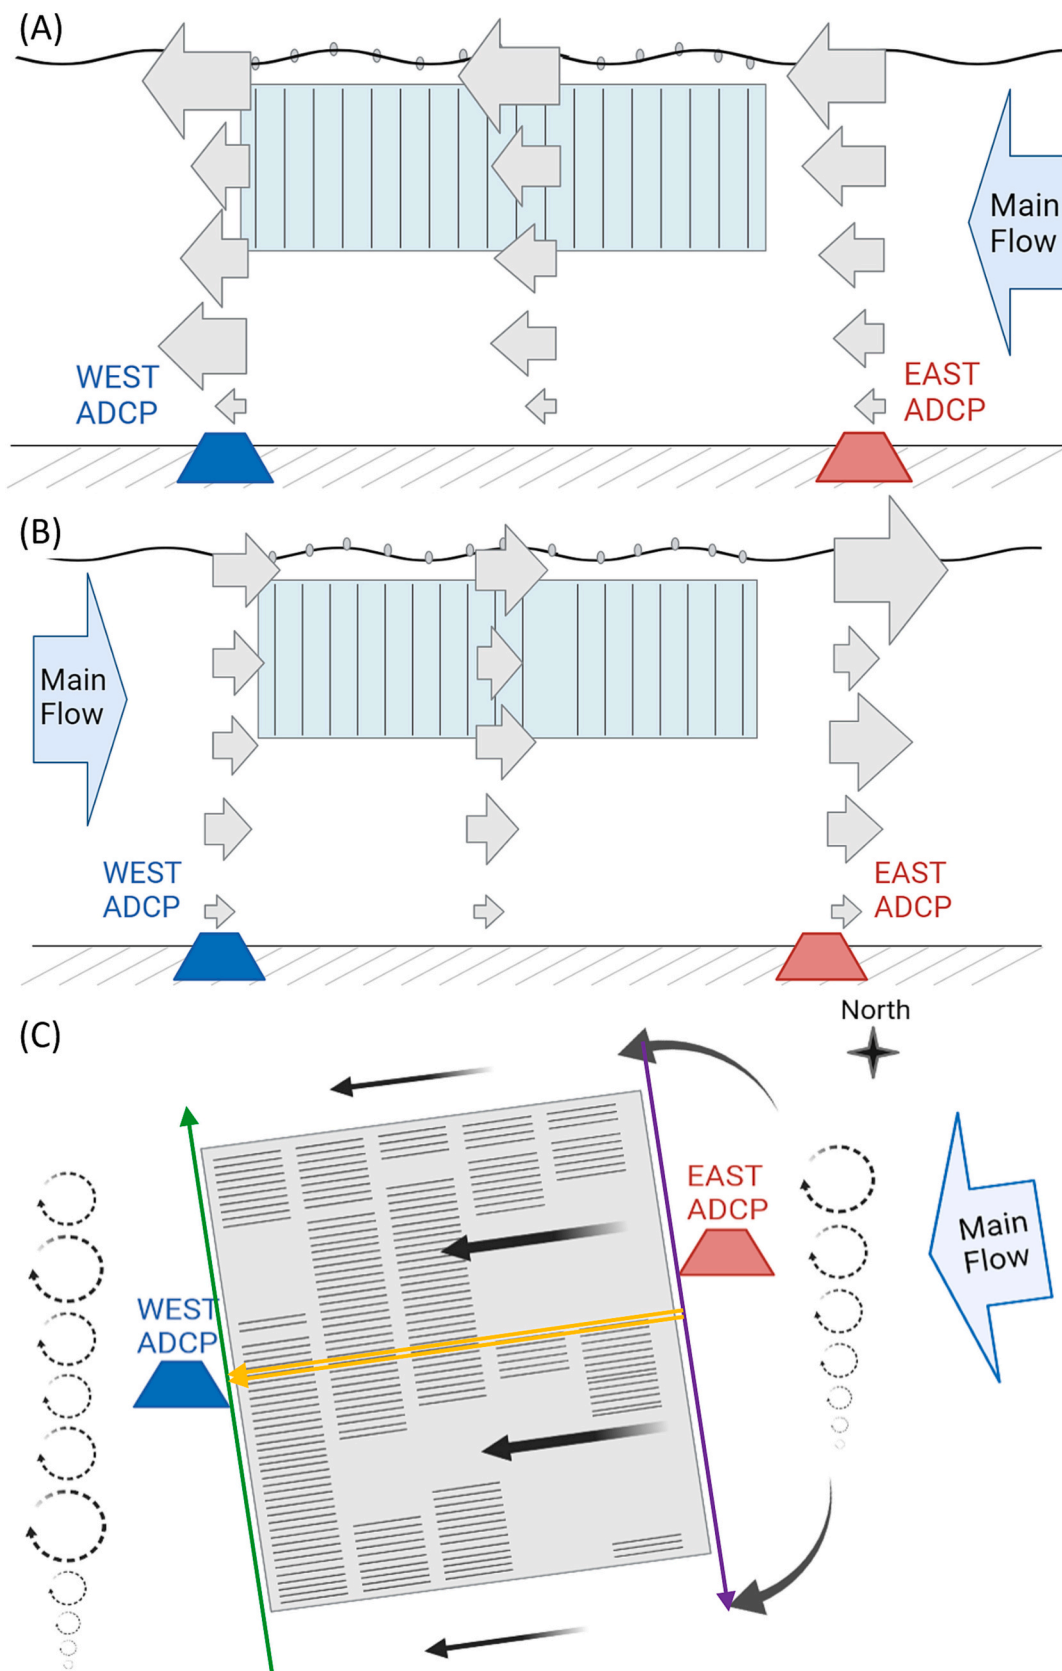 (A)
Main
Flow
WEST
ADCP
EAST
ADCP
(B)
Main
Flow
WEST
ADCP
EAST
ADCP
(C)
North
EAST
ADCP
Main
Flow
WEST
ADCP